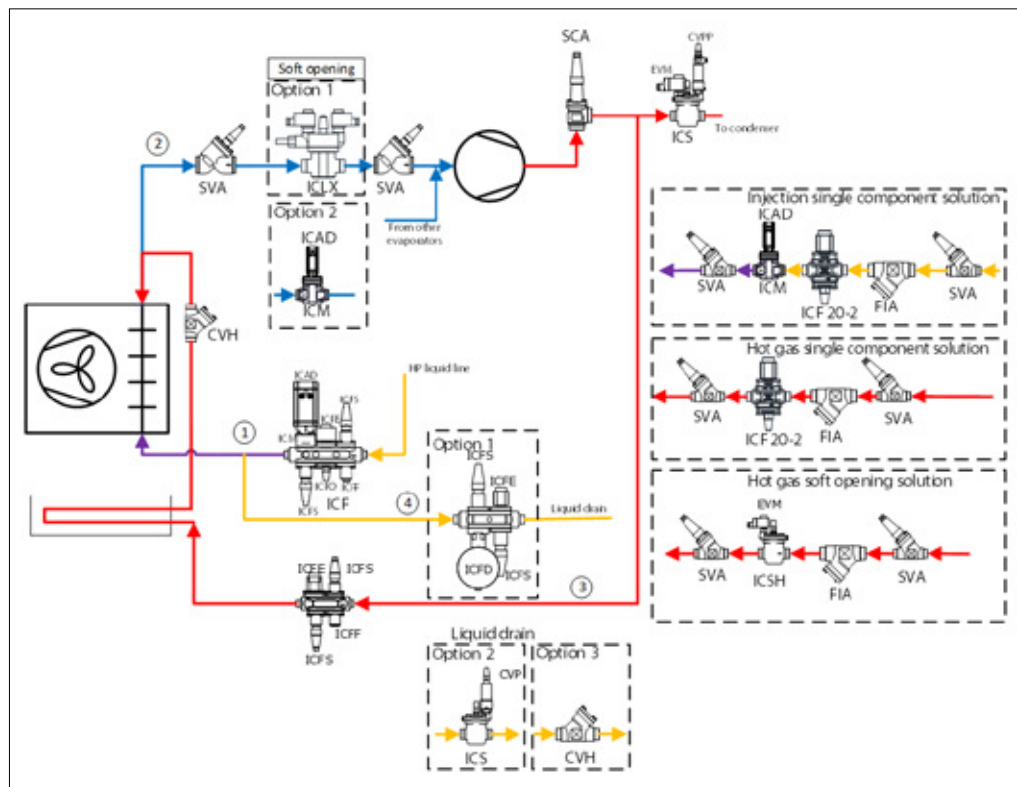 SCA
CVPP
EVM
ICS
To condenser
Soft opening
Option 1
ICLX
2
SVA
SVA
From other
evaporators
Option 2
ICAD
ICM
Injection single component solution
ICAD
SVA
ICM
ICF 20-2
FIA
SVA
CVH
Hot gas single component solution
SVA
ICF 20-2
FIA
SVA
HP liquid line
ICAD
ICFS
ICFE
ICM
1
ICFS
ICF
Option 1
ICFS
ICFE
4
Liquid drain
ICFD
ICFS
Hot gas soft opening solution
EVM
SVA
ICSH
FIA
SVA
3
ICFE
ICFS
ICFF
ICFS
Liquid drain
Option 2
CVP
ICS
Option 3
CVH